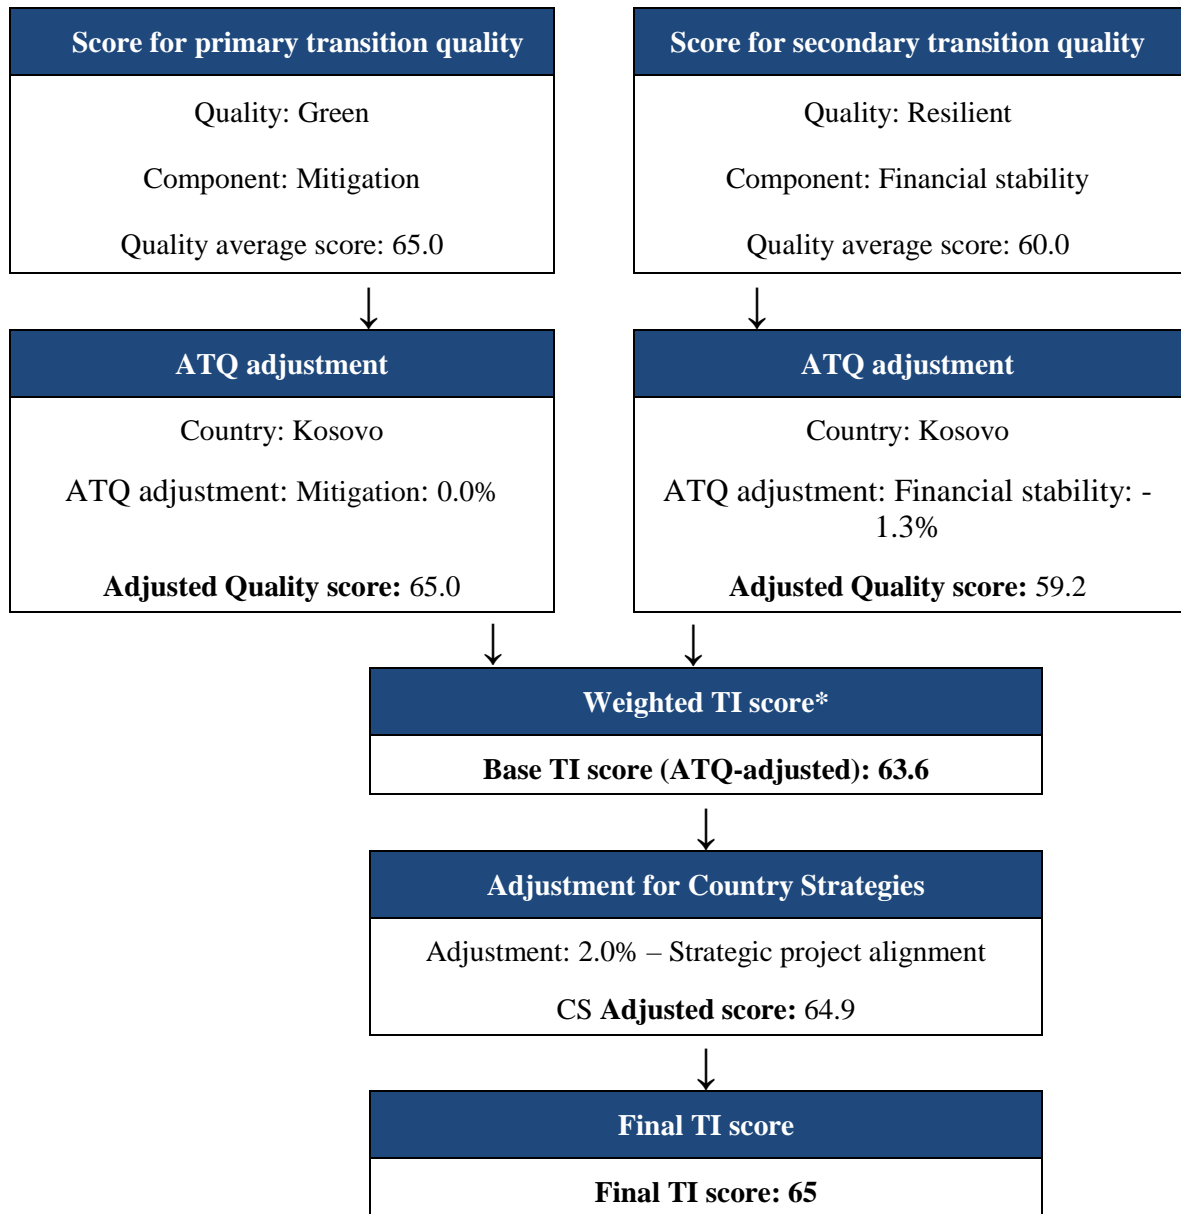 Score for primary transition quality
Quality: Green
Component: Mitigation
Quality average score: 65.0
Score for secondary transition quality
Quality: Resilient
Component: Financial stability
Quality average score: 60.0
ATQ adjustment
Country: Kosovo
ATQ adjustment: Mitigation: 0.0%
Adjusted Quality score: 65.0
ATQ adjustment
Country: Kosovo
ATQ adjustment: Financial stability: -
1.3%
Adjusted Quality score: 59.2
Weighted TI score*
Base TI score (ATQ-adjusted): 63.6
Adjustment for Country Strategies
Adjustment: 2.0% – Strategic project alignment
CS Adjusted score: 64.9
Final TI score
Final TI score: 65